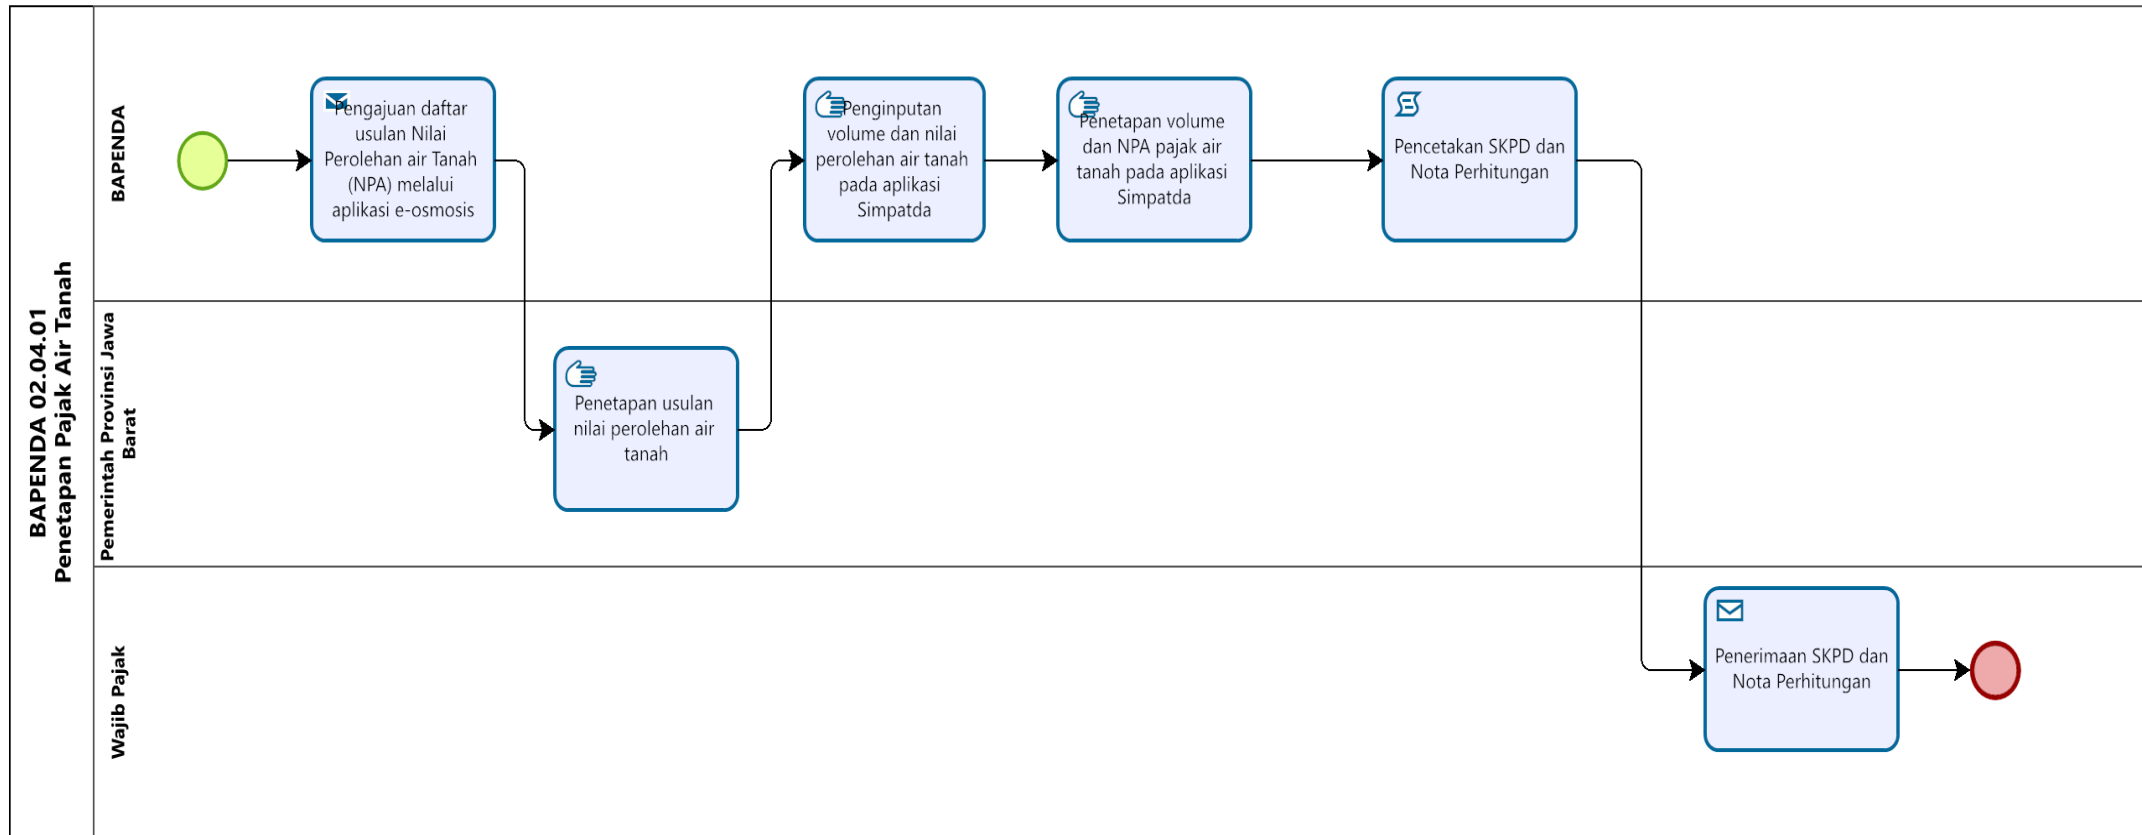 BAPENDA 02.04.01
Penetapan Pajak Air Tanah
BAPENDA
Pengajuan daftar
usulan Nilai
Perolehan air Tanah
(NPA) melalui
aplikasi e-osmosis
Penginputan
volume dan nilai
perolehan air tanah
pada aplikasi
Simpatda
Penetapan volume
dan NPA pajak air
tanah pada aplikasi
Simpatda
Pencetakan SKPD dan
Nota Perhitungan
Pemerintah Provinsi Jawa
Barat
Penetapan usulan
nilai perolehan air
tanah
Wajib Pajak
Penerimaan SKPD dan
Nota Perhitungan